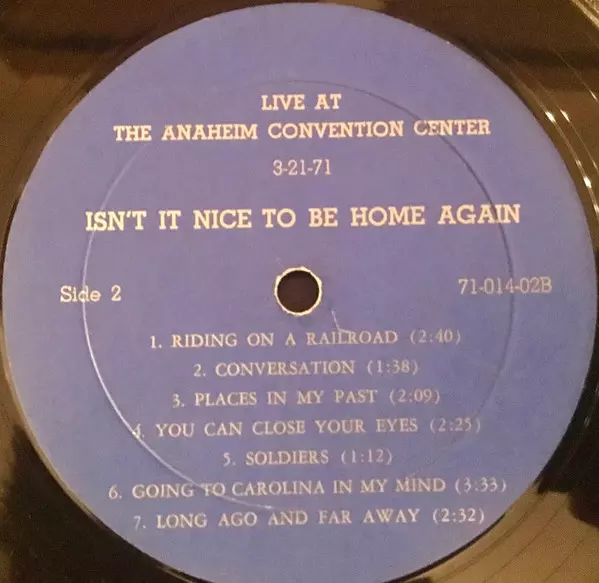 LIVE AT
THE ANAHEIM CONVENTION CENTER
3-21-71
ISN'T IT NICE TO BE HOME AGAIN
Side 2 71-014-02B
1. RIDING ON A RAILROAD (2:40)
2. CONVERSATION (1:38)
3. PLACES IN MY PAST (2:09)
4. YOU CAN CLOSE YOUR EYES (2:25)
5. SOLDIERS (1:12)
6. GOING TO CAROLINA IN MY MIND (3:33)
7. LONG AGO AND FAR AWAY (2:32)